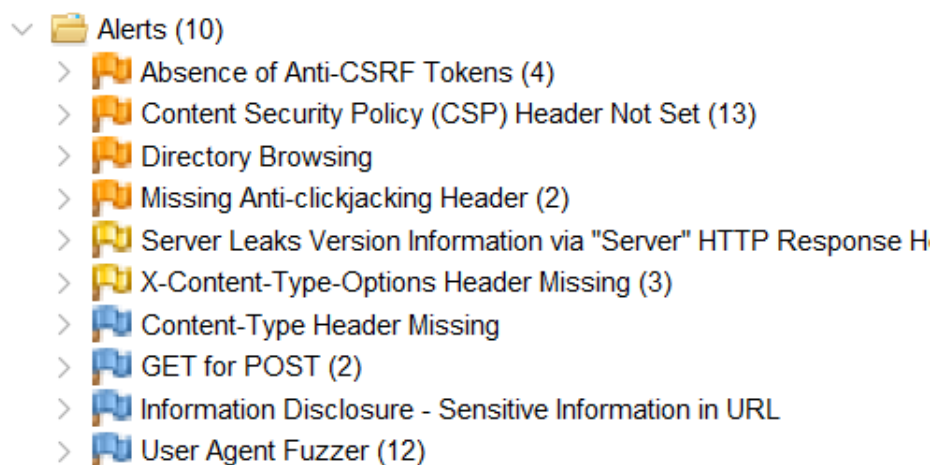 Alerts (10)
Absence of Anti-CSRF Tokens (4)
Content Security Policy (CSP) Header Not Set (13)
Directory Browsing
Missing Anti-clickjacking Header (2)
Server Leaks Version Information via "Server" HTTP Response
X-Content-Type-Options Header Missing (3)
Content-Type Header Missing
GET for POST (2)
Information Disclosure - Sensitive Information in URL
User Agent Fuzzer (12)